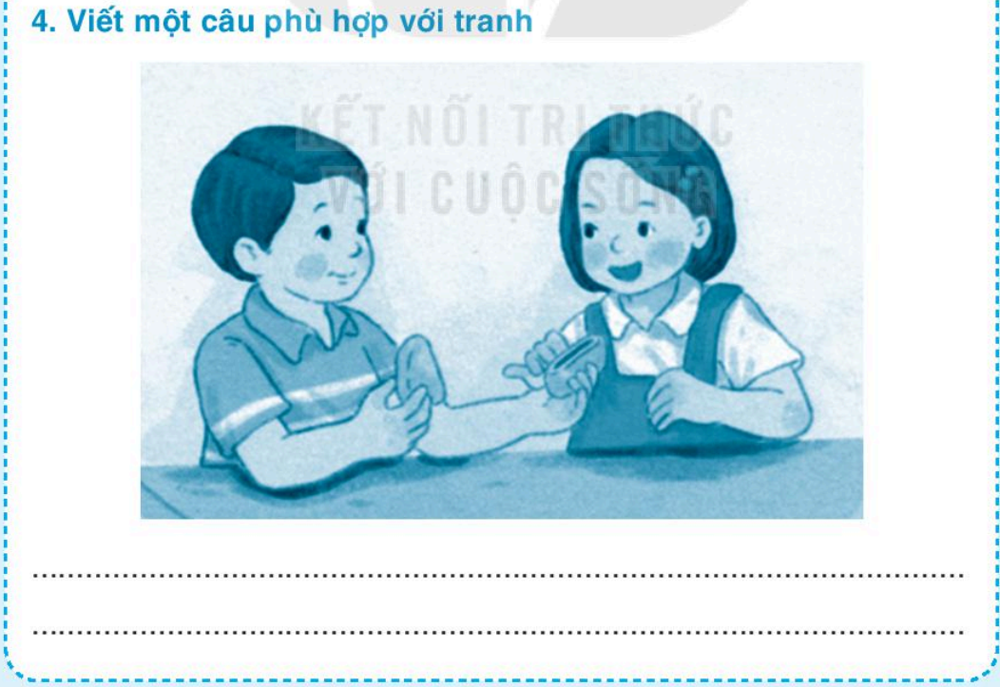 4. Viết một câu phù hợp với tranh
KẾT NỐI TRI THỨC
VỚI CUỘC SỐNG